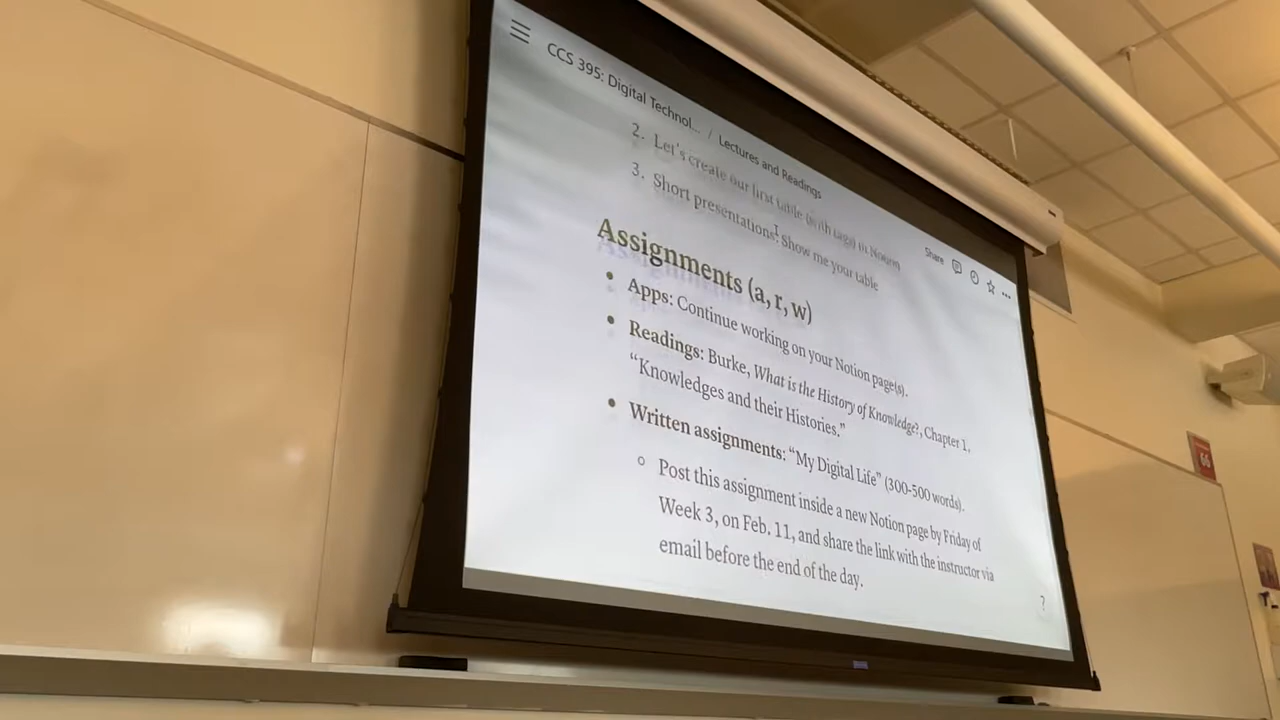 CCS 395: Digital Technol... / Lectures and Readings
Share
2. Let's create our first table (with tags) in Notion
3. Short presentations: Show me your table
Assignments (a, r, w)
• Apps: Continue working on your Notion page(s).
• Readings: Burke, What is the History of Knowledge?, Chapter 1,
“Knowledges and their Histories.”
• Written assignments: “My Digital Life” (300-500 words).
○ Post this assignment inside a new Notion page by Friday of
Week 3, on Feb. 11, and share the link with the instructor via
email before the end of the day.
?